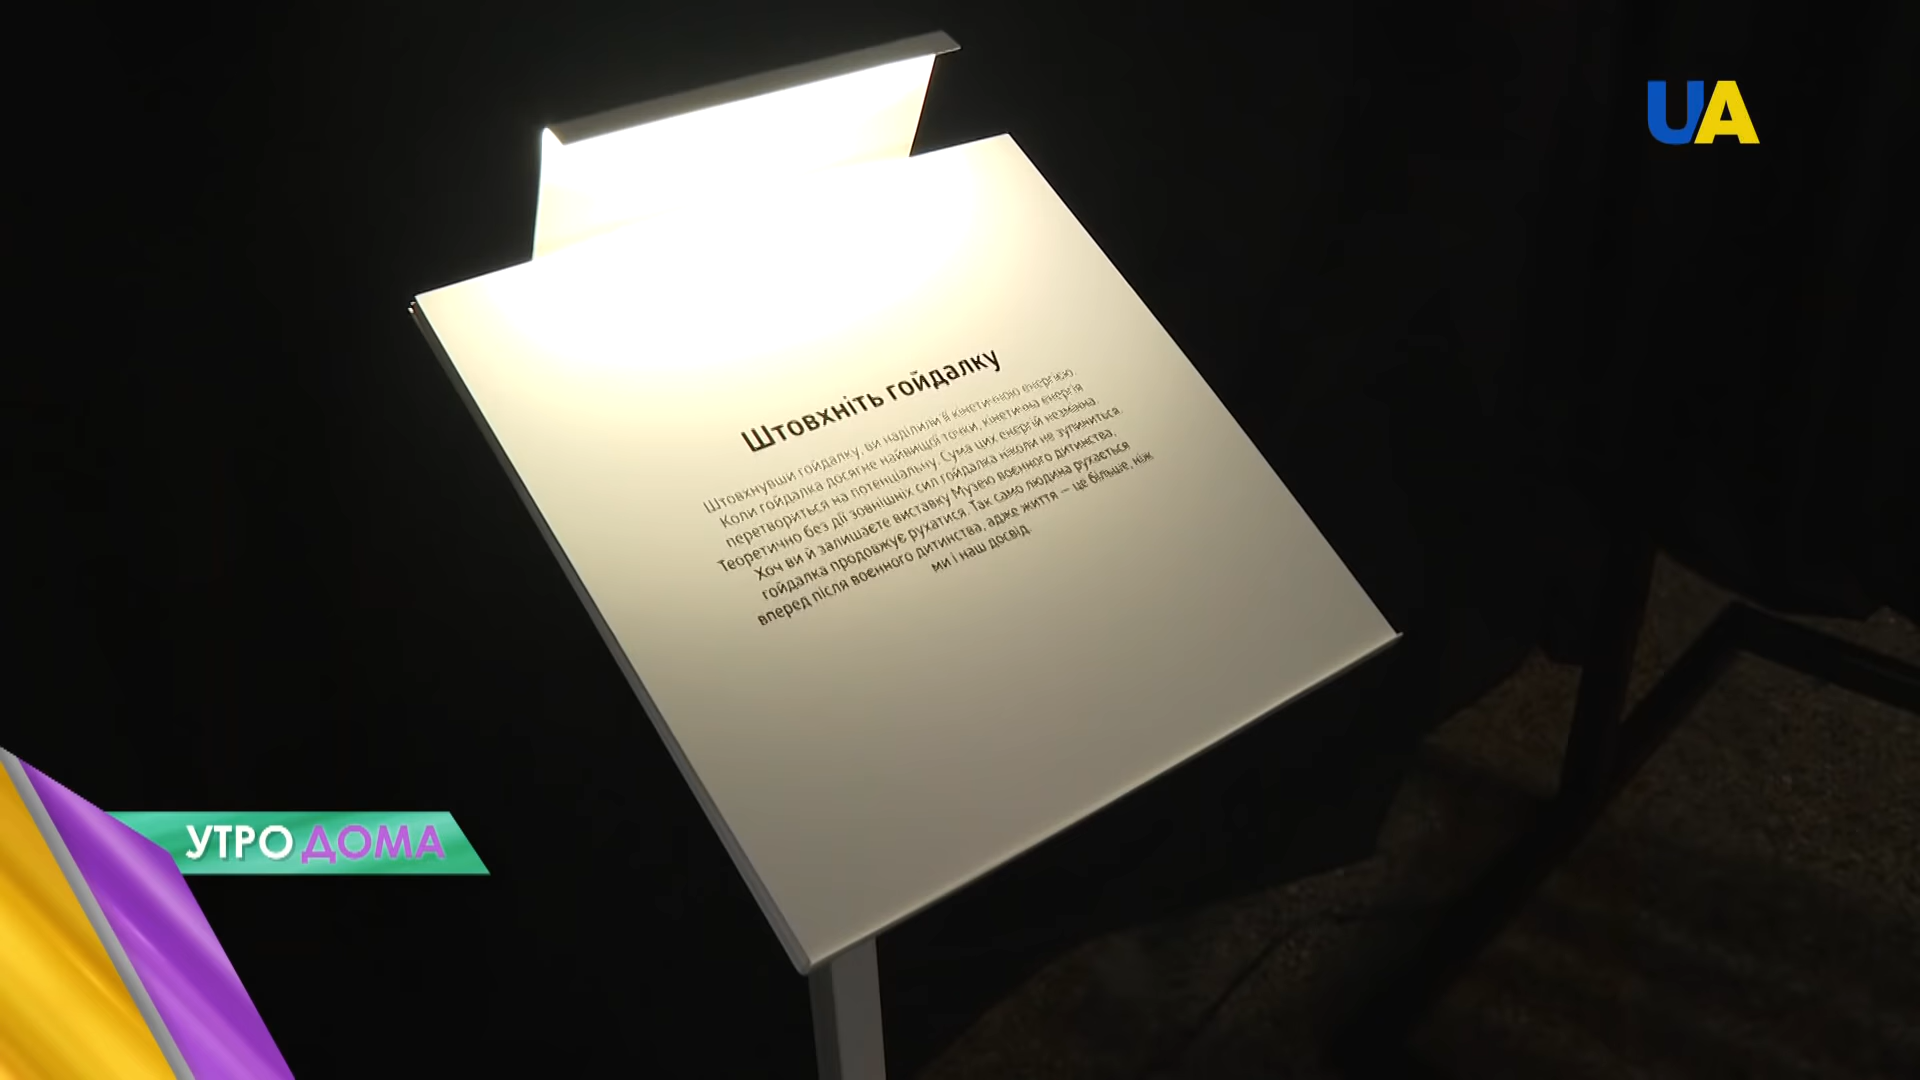 UA
Штовхніть гойдалку
Штовхнувши гойдалку, ви наділили її кінетичною енергією.
Коли гойдалка досягне найвищої точки, кінетична енергія
перетвориться на потенціальну. Сума цих енергій незмінна.
Теоретично без дії зовнішніх сил гойдалка ніколи не зупиниться.
Хоч ви й залишаєте виставку Музею воєнного дитинства,
гойдалка продовжує рухатися. Так само людина рухається
вперед після воєнного дитинства, адже життя — це більше, ніж
ми і наш досвід.
УТРО ДОМА